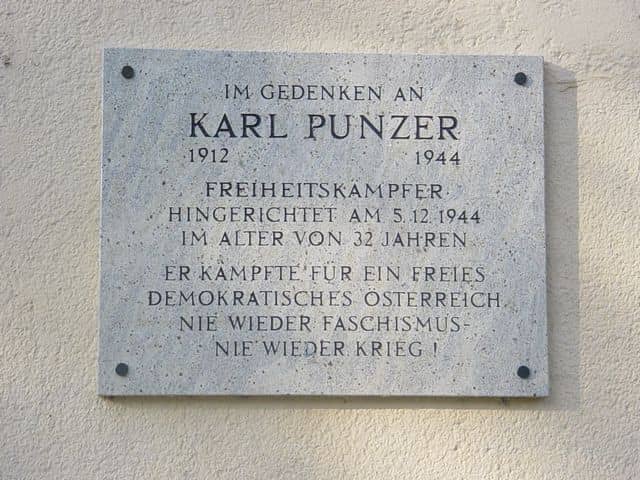 IM GEDENKEN AN
KARL PUNZER
1912 1944
FREIHEITSKÄMPFER
HINGERICHTET AM 5.12.1944
IM ALTER VON 32 JAHREN
ER KÄMPFTE FÜR EIN FREIES
DEMOKRATISCHES ÖSTERREICH
NIE WIEDER FASCHISMUS-
NIE WIEDER KRIEG!